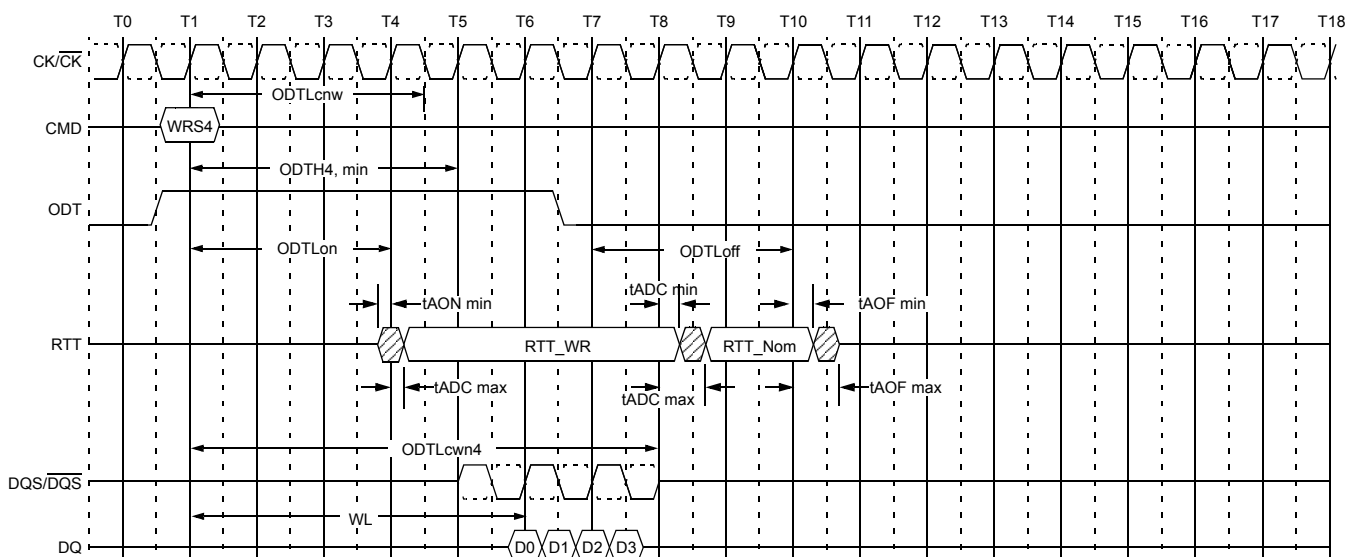 T0 T1 T2 T3 T4 T5 T6 T7 T8 T9 T10 T11 T12 T13 T14 T15 T16 T17 T18
CK/CK
ODTLcnw
CMD WRS4
ODTH4, min
ODT
ODTLon ODTLoff
tAON min tADC min tAOF min
RTT RTT_WR RTT_Nom
tADC max tADC max tAOF max
ODTLcwn4
DQS/DQS
WL
DQ D0 D1 D2 D3